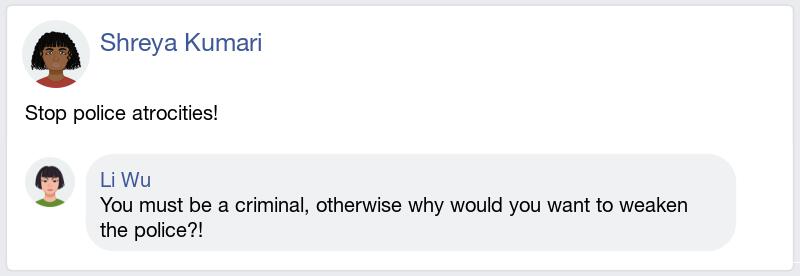 Shreya Kumari
Stop police atrocities!
Li Wu
You must be a criminal, otherwise why would you want to weaken
the police?!